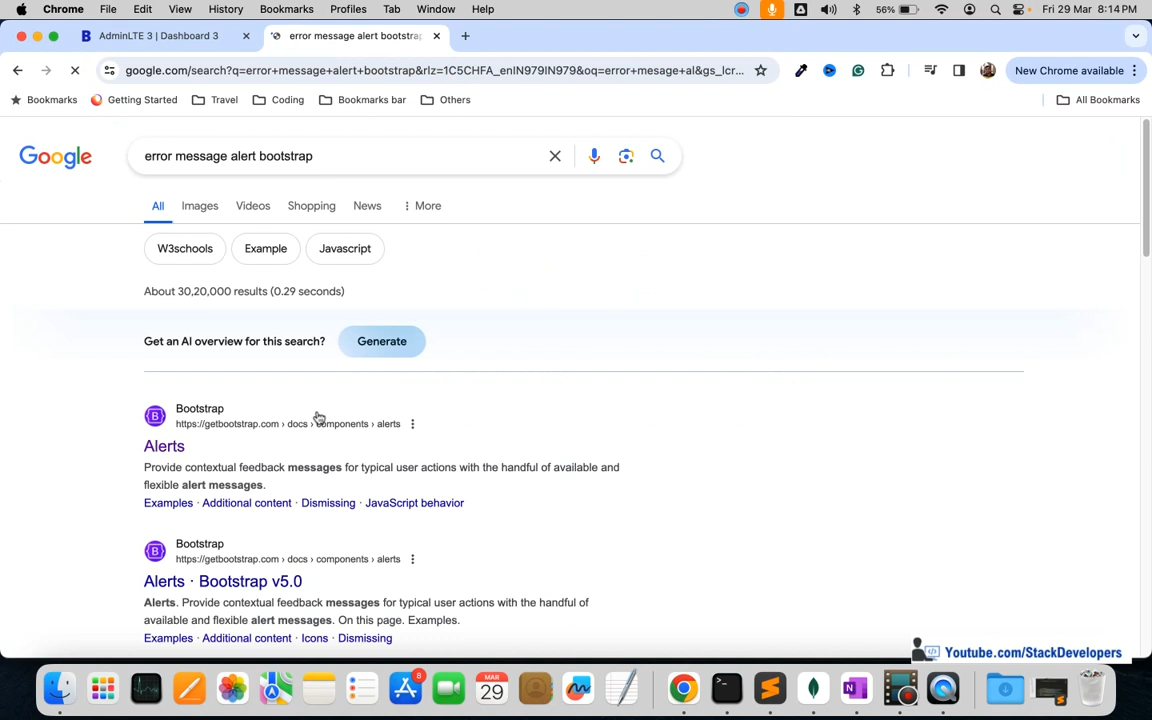 Chrome File Edit View History Bookmarks Profiles Tab Window Help 56% Fri 29 Mar 8:14 PM
AdminLTE 3 | Dashboard 3
error message alert bootstrap
google.com/search?q=error+message+alert+bootstrap&rlz=1C5CHFA_enIN979IN979&oq=error+mesage+al&gs_lcr...
New Chrome available
Bookmarks Getting Started Travel Coding Bookmarks bar Others All Bookmarks
Google
error message alert bootstrap
All Images Videos Shopping News More
W3schools Example Javascript
About 30,20,000 results (0.29 seconds)
Get an AI overview for this search? Generate
Bootstrap
https://getbootstrap.com › docs › components › alerts
Alerts
Provide contextual feedback messages for typical user actions with the handful of available and
flexible alert messages.
Examples · Additional content · Dismissing · JavaScript behavior
Bootstrap
https://getbootstrap.com › docs › components › alerts
Alerts · Bootstrap v5.0
Alerts. Provide contextual feedback messages for typical user actions with the handful of
available and flexible alert messages. On this page. Examples.
Examples · Additional content · Icons · Dismissing
Youtube.com/StackDevelopers
8
MAR
29